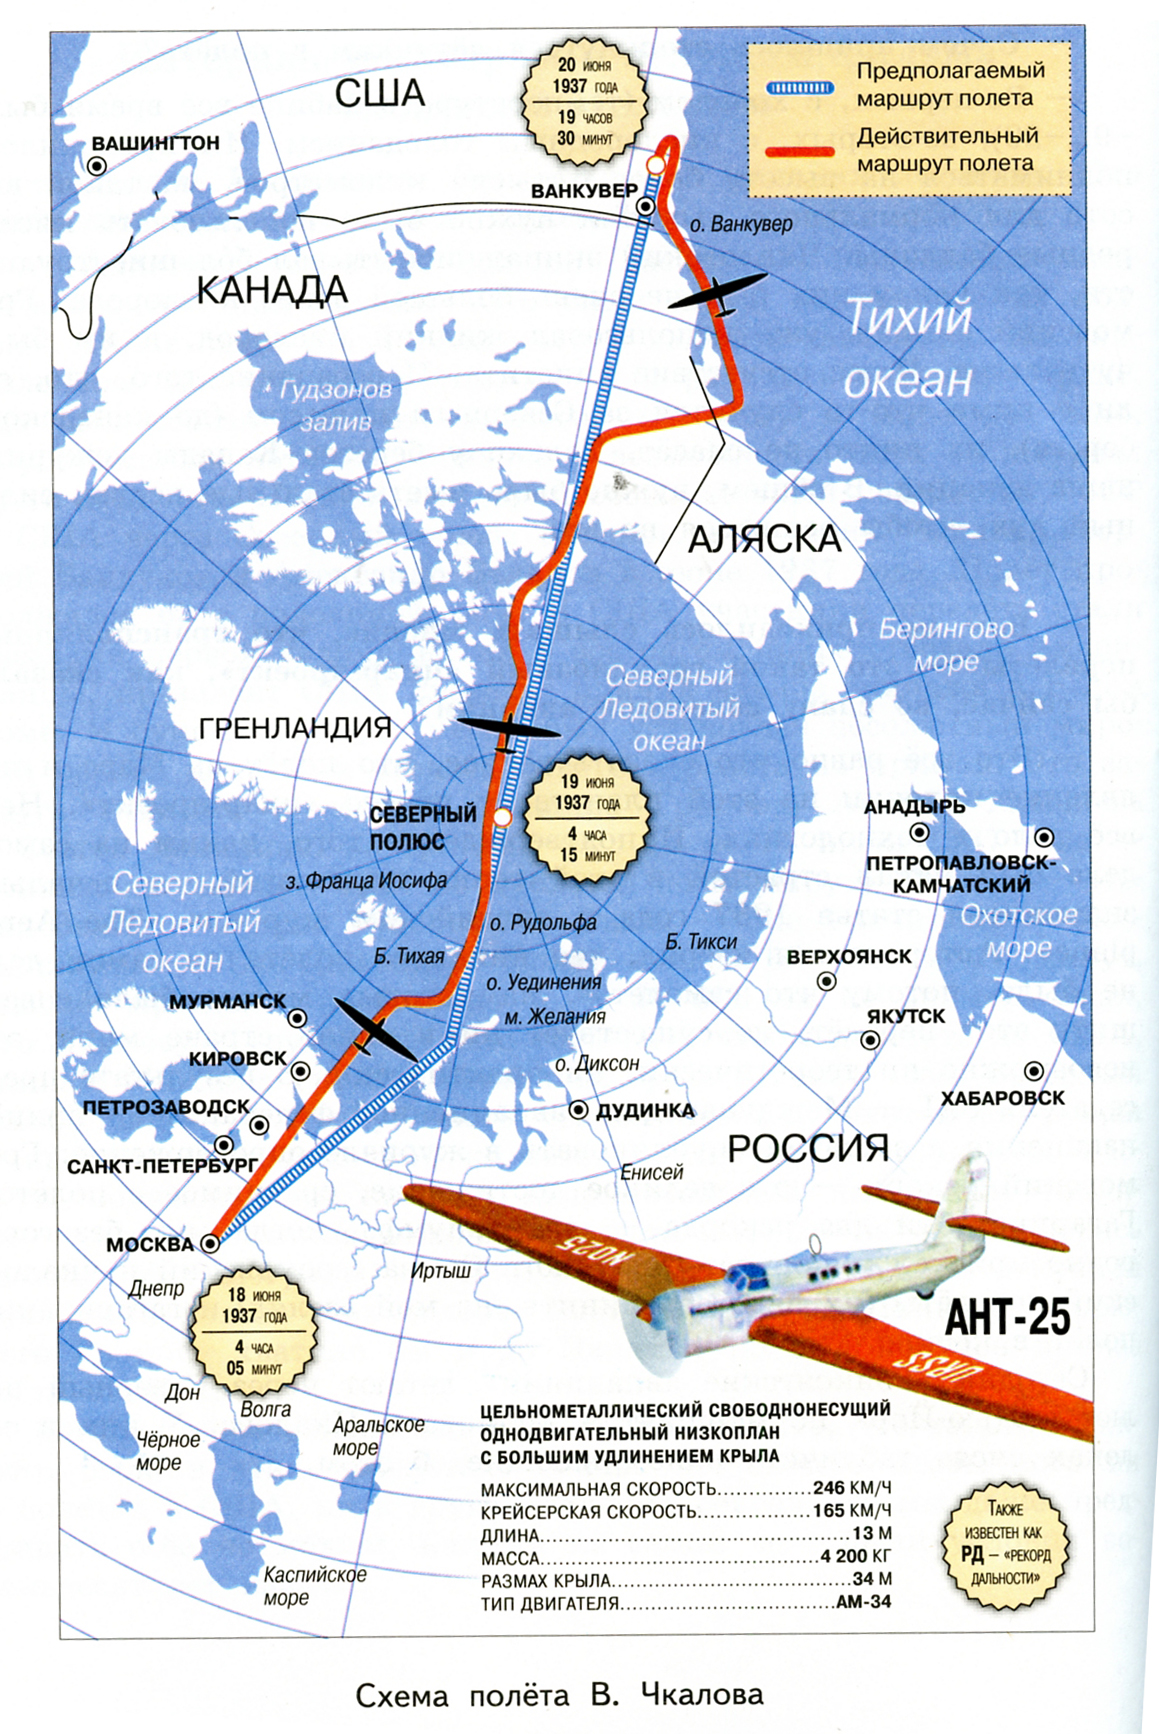 США
20 ИЮНЯ
1937 ГОДА
19 ЧАСОВ
30 МИНУТ
Предполагаемый
маршрут полета
Действительный
маршрут полета
ВАШИНГТОН
ВАНКУВЕР
о. Ванкувер
КАНАДА
Тихий
океан
Гудзонов
залив
АЛЯСКА
Берингово
море
Северный
Ледовитый
океан
ГРЕНЛАНДИЯ
19 ИЮНЯ
1937 ГОДА
4 ЧАСА
15 МИНУТ
СЕВЕРНЫЙ
ПОЛЮС
АНАДЫРЬ
ПЕТРОПАВЛОВСК-
КАМЧАТСКИЙ
з. Франца Иосифа
Северный
Ледовитый
океан
о. Рудольфа
Охотское
море
Б. Тихая
Б. Тикси
ВЕРХОЯНСК
о. Уединения
МУРМАНСК
м. Желания
ЯКУТСК
КИРОВСК
о. Диксон
ПЕТРОЗАВОДСК
ДУДИНКА
ХАБАРОВСК
САНКТ-ПЕТЕРБУРГ
РОССИЯ
Енисей
МОСКВА
N025
Иртыш
Днепр
18 ИЮНЯ
1937 ГОДА
4 ЧАСА
05 МИНУТ
АНТ-25
URSS
Дон
Волга
Чёрное
море
Аральское
море
Каспийское
море
ЦЕЛЬНОМЕТАЛЛИЧЕСКИЙ СВОБОДНОНЕСУЩИЙ
ОДНОДВИГАТЕЛЬНЫЙ НИЗКОПЛАН
С БОЛЬШИМ УДЛИНЕНИЕМ КРЫЛА
МАКСИМАЛЬНАЯ СКОРОСТЬ.............246 КМ/Ч
КРЕЙСЕРСКАЯ СКОРОСТЬ................165 КМ/Ч
ДЛИНА............................................13 М
МАССА.......................................4 200 КГ
РАЗМАХ КРЫЛА..................................34 М
ТИП ДВИГАТЕЛЯ..............................АМ-34
ТАКЖЕ
ИЗВЕСТЕН КАК
РД – «РЕКОРД
ДАЛЬНОСТИ»
Схема полёта В. Чкалова